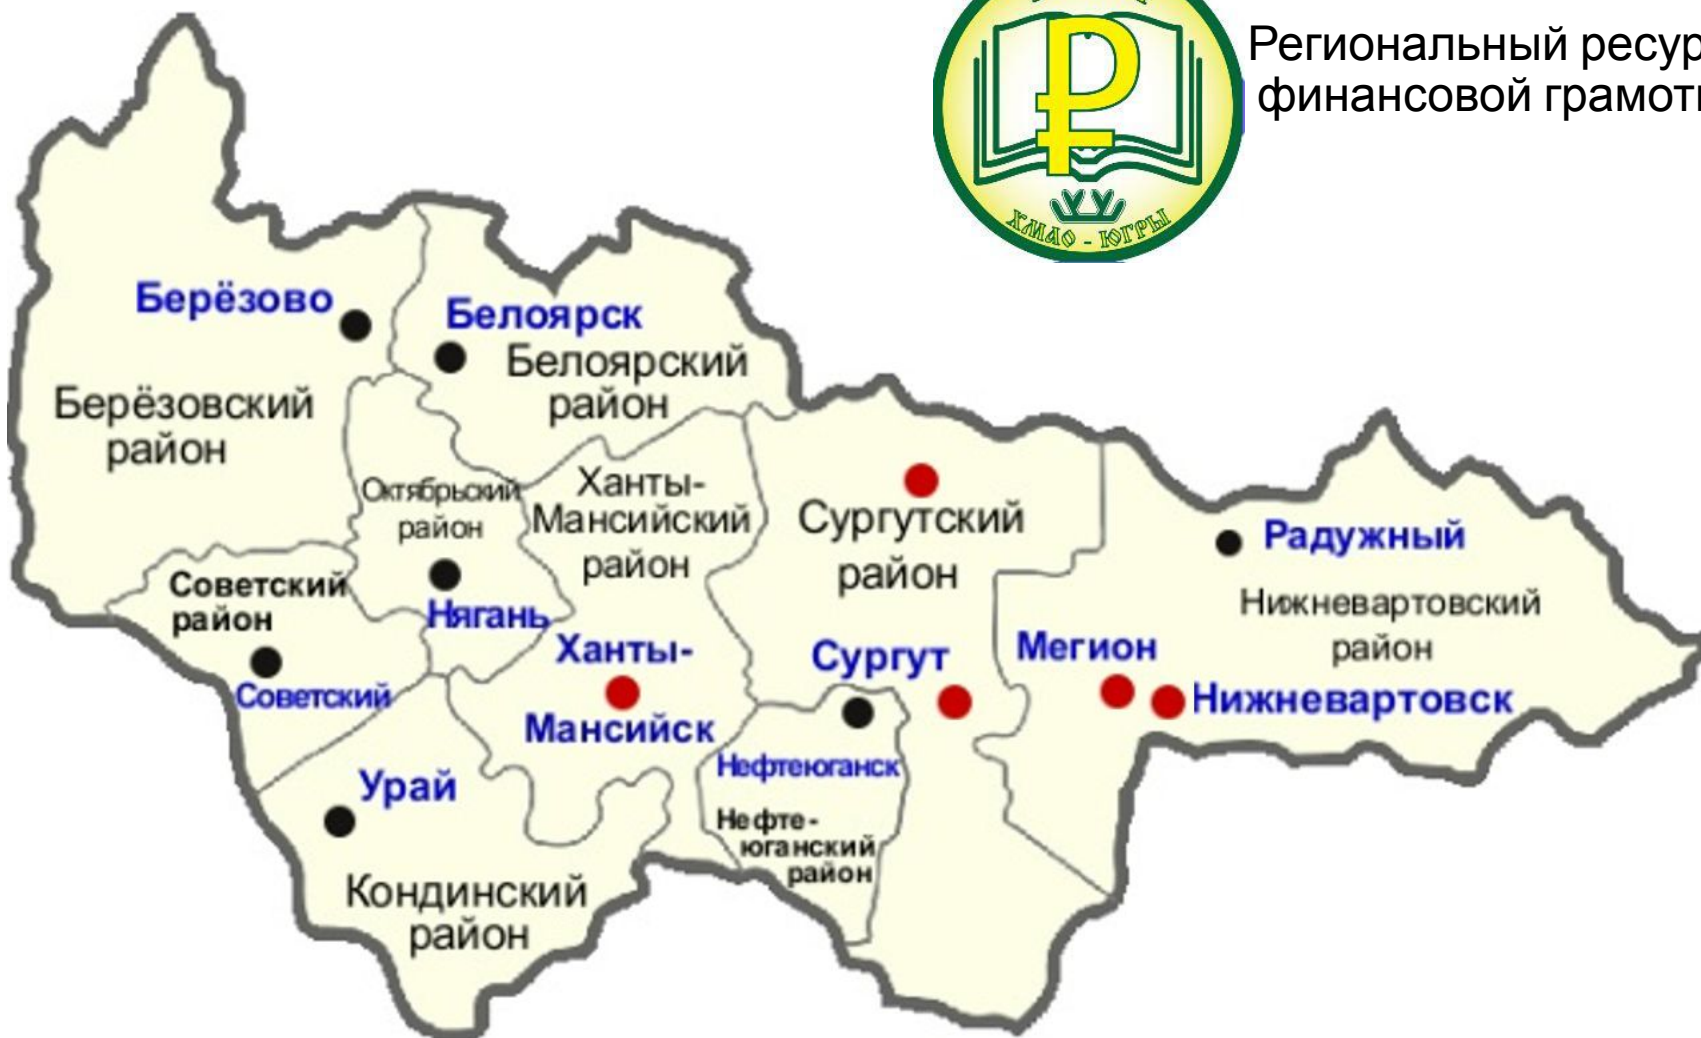 Региональный ресур
финансовой грамот
ХМАО - ЮГРЫ
Берёзово
Белоярск
Белоярский
район
Берёзовский
район
Октябрьский
район
Ханты-
Мансийский
район
Сургутский
район
Радужный
Нижневартовский
район
Советский
район
Нягань
Ханты-
Мансийск
Сургут
Мегион
Нижневартовск
Советский
Урай
Нефтеюганск
Нефте-
юганский
район
Кондинский
район